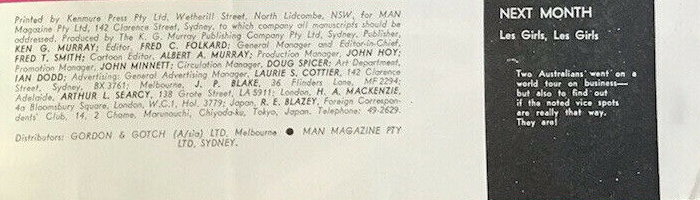 Printed by Kenmure Press Pty Ltd, Wetherill Street, North Lidcombe, NSW, for MAN
Magazine Pty Ltd, 142 Clarence Street, Sydney, to which company all manuscripts should be
addressed. Produced by The K. G. Murray Publishing Company Pty Ltd, Sydney. Publisher,
KEN G. MURRAY; Editor, FRED C. FOLKARD; General Manager and Editor-in-Chief,
FRED T. SMITH; Cartoon Editor, ALBERT A. MURRAY; Production Manager, JOHN HOY;
Promotion Manager, JOHN MINNETT; Circulation Manager, DOUG SPICER; Art Department,
IAN DODD; Advertising: General Advertising Manager, LAURIE S. COTTIER, 142 Clarence
Street, Sydney, BX 3761; Melbourne, J. P. BLAKE, 36 Flinders Lane, MF 2294;
Adelaide, ARTHUR L. SEARCY, 138 Grote Street, LA 5911; London, H. A. MACKENZIE,
4a Bloomsbury Square, London, W.C.1, Hol. 3779; Japan, R. E. BLAZEY, Foreign Correspon-
dents' Club, 14, 2 Chome, Marunouchi, Chiyoda-ku, Tokyo, Japan. Telephone: 49-2629.
Distributors: GORDON & GOTCH (A/sia) LTD, Melbourne ● MAN MAGAZINE PTY
LTD, SYDNEY.
NEXT MONTH
Les Girls, Les Girls
Two Australians went on a
world tour on business—
but also to find out
if the noted vice spots
are really that way.
They are!